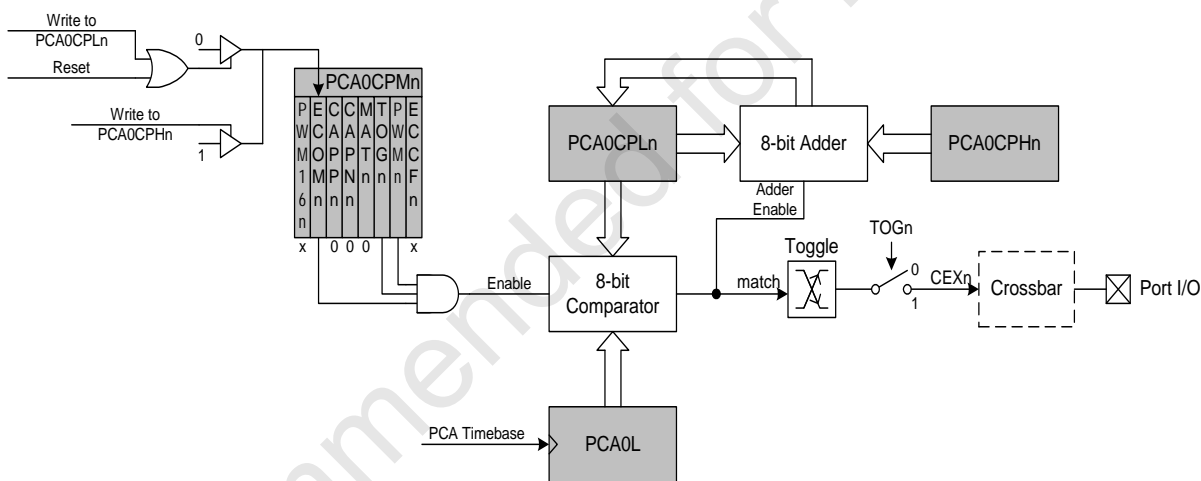 Write to
PCA0CPLn
Reset
0
Write to
PCA0CPHn
1
PCA0CPMn
PWM16n
ECOMn
CAPPn
CAPNn
MATn
TOGn
PWMn
ECCFn
x 0 0 0 x
Enable
PCA0CPLn
8-bit Adder
PCA0CPHn
Adder
Enable
8-bit
Comparator
match
Toggle
TOGn
0
1
CEXn
Crossbar
Port I/O
PCA Timebase
PCA0L
mmended for